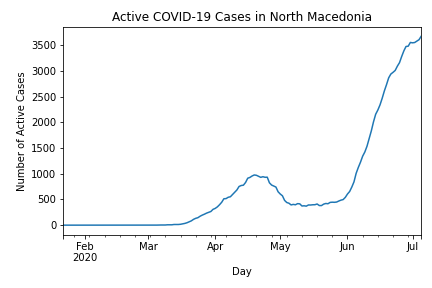 Active COVID-19 Cases in North Macedonia
Number of Active Cases
3500
3000
2500
2000
1500
1000
500
0
Feb
2020
Mar
Apr
May
Jun
Jul
Day